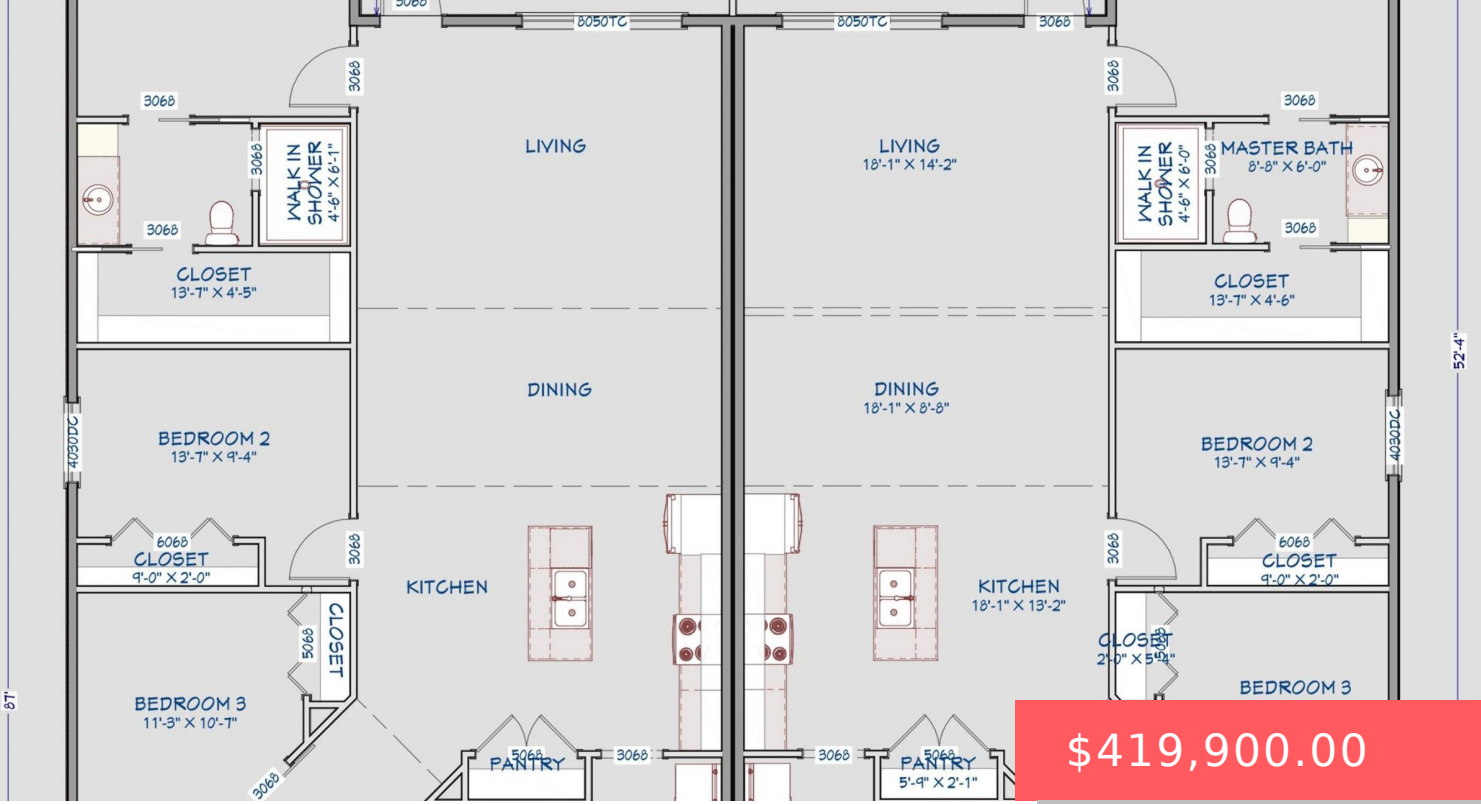 3068
8050TC
8050TC
3068
3068
3068
3068
3068
LIVING
LIVING
18'-1" X 14'-2"
3068
WALK IN
SHOWER
4'-6" X 6'-1"
WALK IN
SHOWER
4'-6" X 6'-0"
3068
MASTER BATH
8'-8" X 6'-0"
3068
3068
CLOSET
13'-7" X 4'-5"
CLOSET
13'-7" X 4'-6"
52'-4"
DINING
DINING
18'-1" X 8'-8"
4030DC
BEDROOM 2
13'-7" X 9'-4"
BEDROOM 2
13'-7" X 9'-4"
4030DC
6068
CLOSET
9'-0" X 2'-0"
3068
3068
6068
CLOSET
9'-0" X 2'-0"
KITCHEN
KITCHEN
18'-1" X 13'-2"
5068
CLOSET
CLOSET
2'-0" X 5'-4"
5068
87'
BEDROOM 3
11'-3" X 10'-7"
BEDROOM 3
3068
5068
PANTRY
3068
3068
5068
PANTRY
5'-9" X 2'-1"
$419,900.00